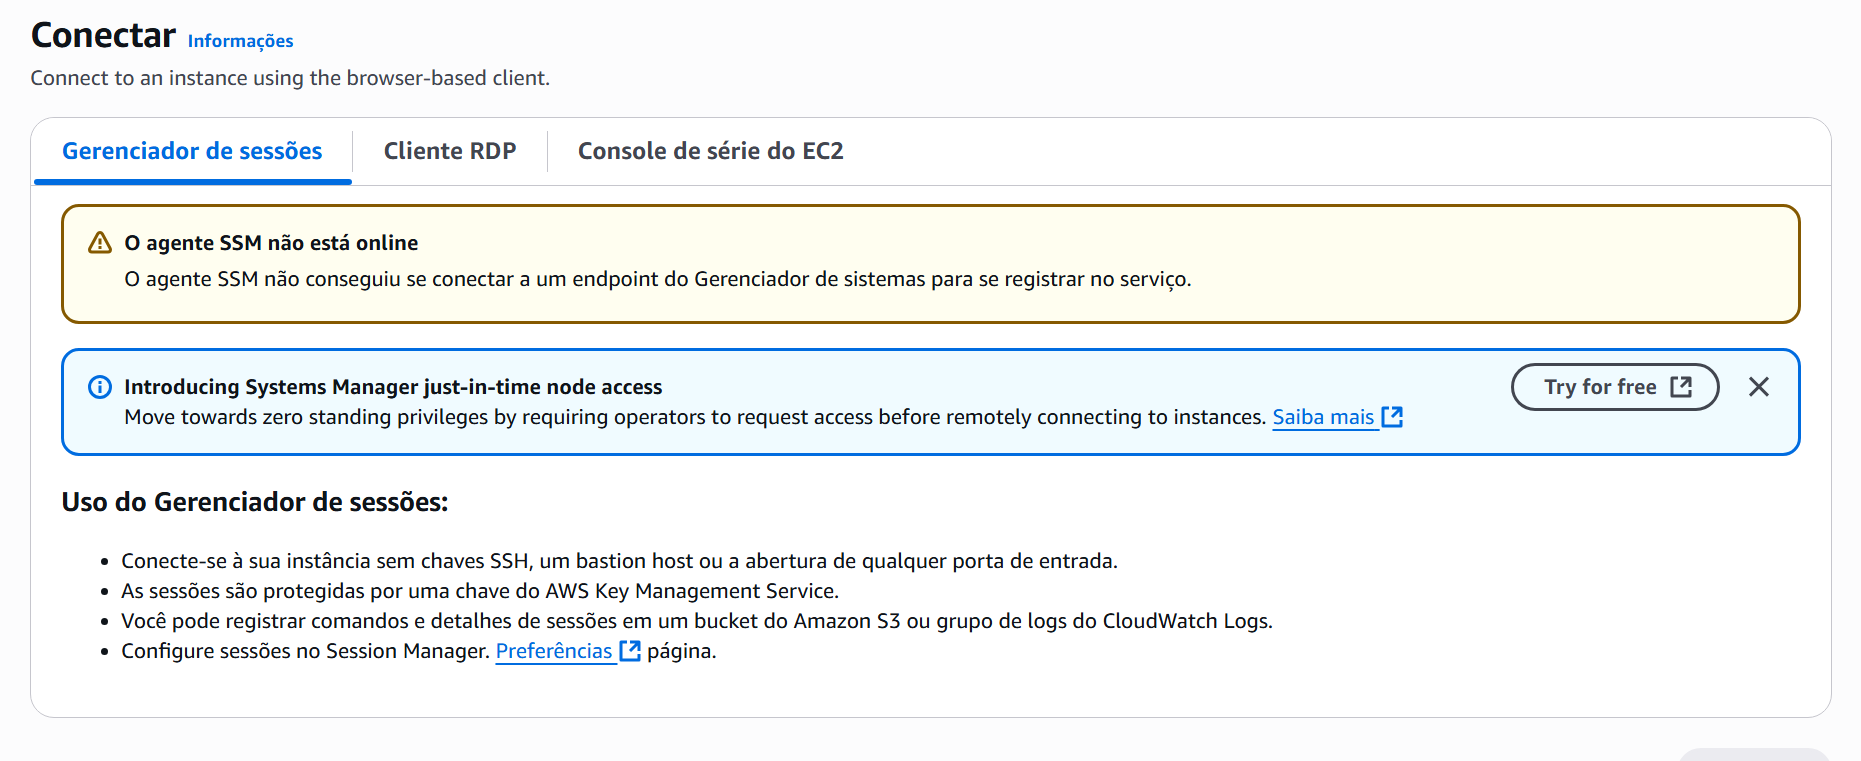 Conectar Informações
Connect to an instance using the browser-based client.
Gerenciador de sessões
Cliente RDP
Console de série do EC2
O agente SSM não está online
O agente SSM não conseguiu se conectar a um endpoint do Gerenciador de sistemas para se registrar no serviço.
Introducing Systems Manager just-in-time node access
Move towards zero standing privileges by requiring operators to request access before remotely connecting to instances. Saiba mais
Try for free
Uso do Gerenciador de sessões:
Conecte-se à sua instância sem chaves SSH, um bastion host ou a abertura de qualquer porta de entrada.
As sessões são protegidas por uma chave do AWS Key Management Service.
Você pode registrar comandos e detalhes de sessões em um bucket do Amazon S3 ou grupo de logs do CloudWatch Logs.
Configure sessões no Session Manager. Preferências página.